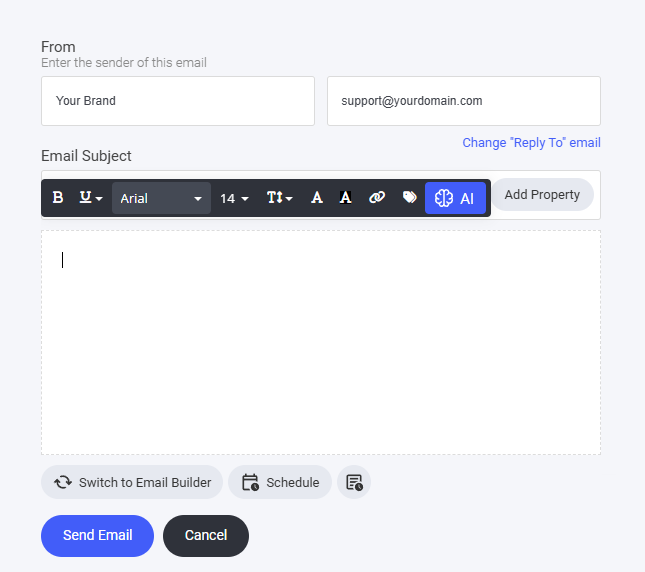 From
Enter the sender of this email
Your Brand
support@yourdomain.com
Change "Reply To" email
Email Subject
B U Arial 14 T A A AI
Add Property
Switch to Email Builder
Schedule
Send Email
Cancel